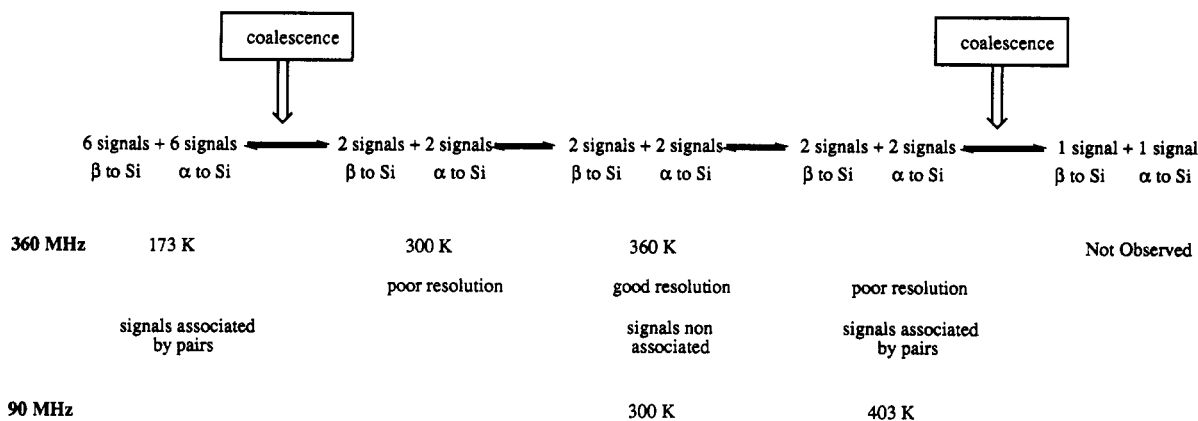 coalescence
coalescence
6 signals + 6 signals 2 signals + 2 signals 2 signals + 2 signals 2 signals + 2 signals 1 signal + 1 signal
β to Si α to Si β to Si α to Si β to Si α to Si β to Si α to Si β to Si α to Si
360 MHz 173 K 300 K 360 K Not Observed
poor resolution good resolution poor resolution
signals associated signals non signals associated
by pairs associated by pairs
90 MHz 300 K 403 K